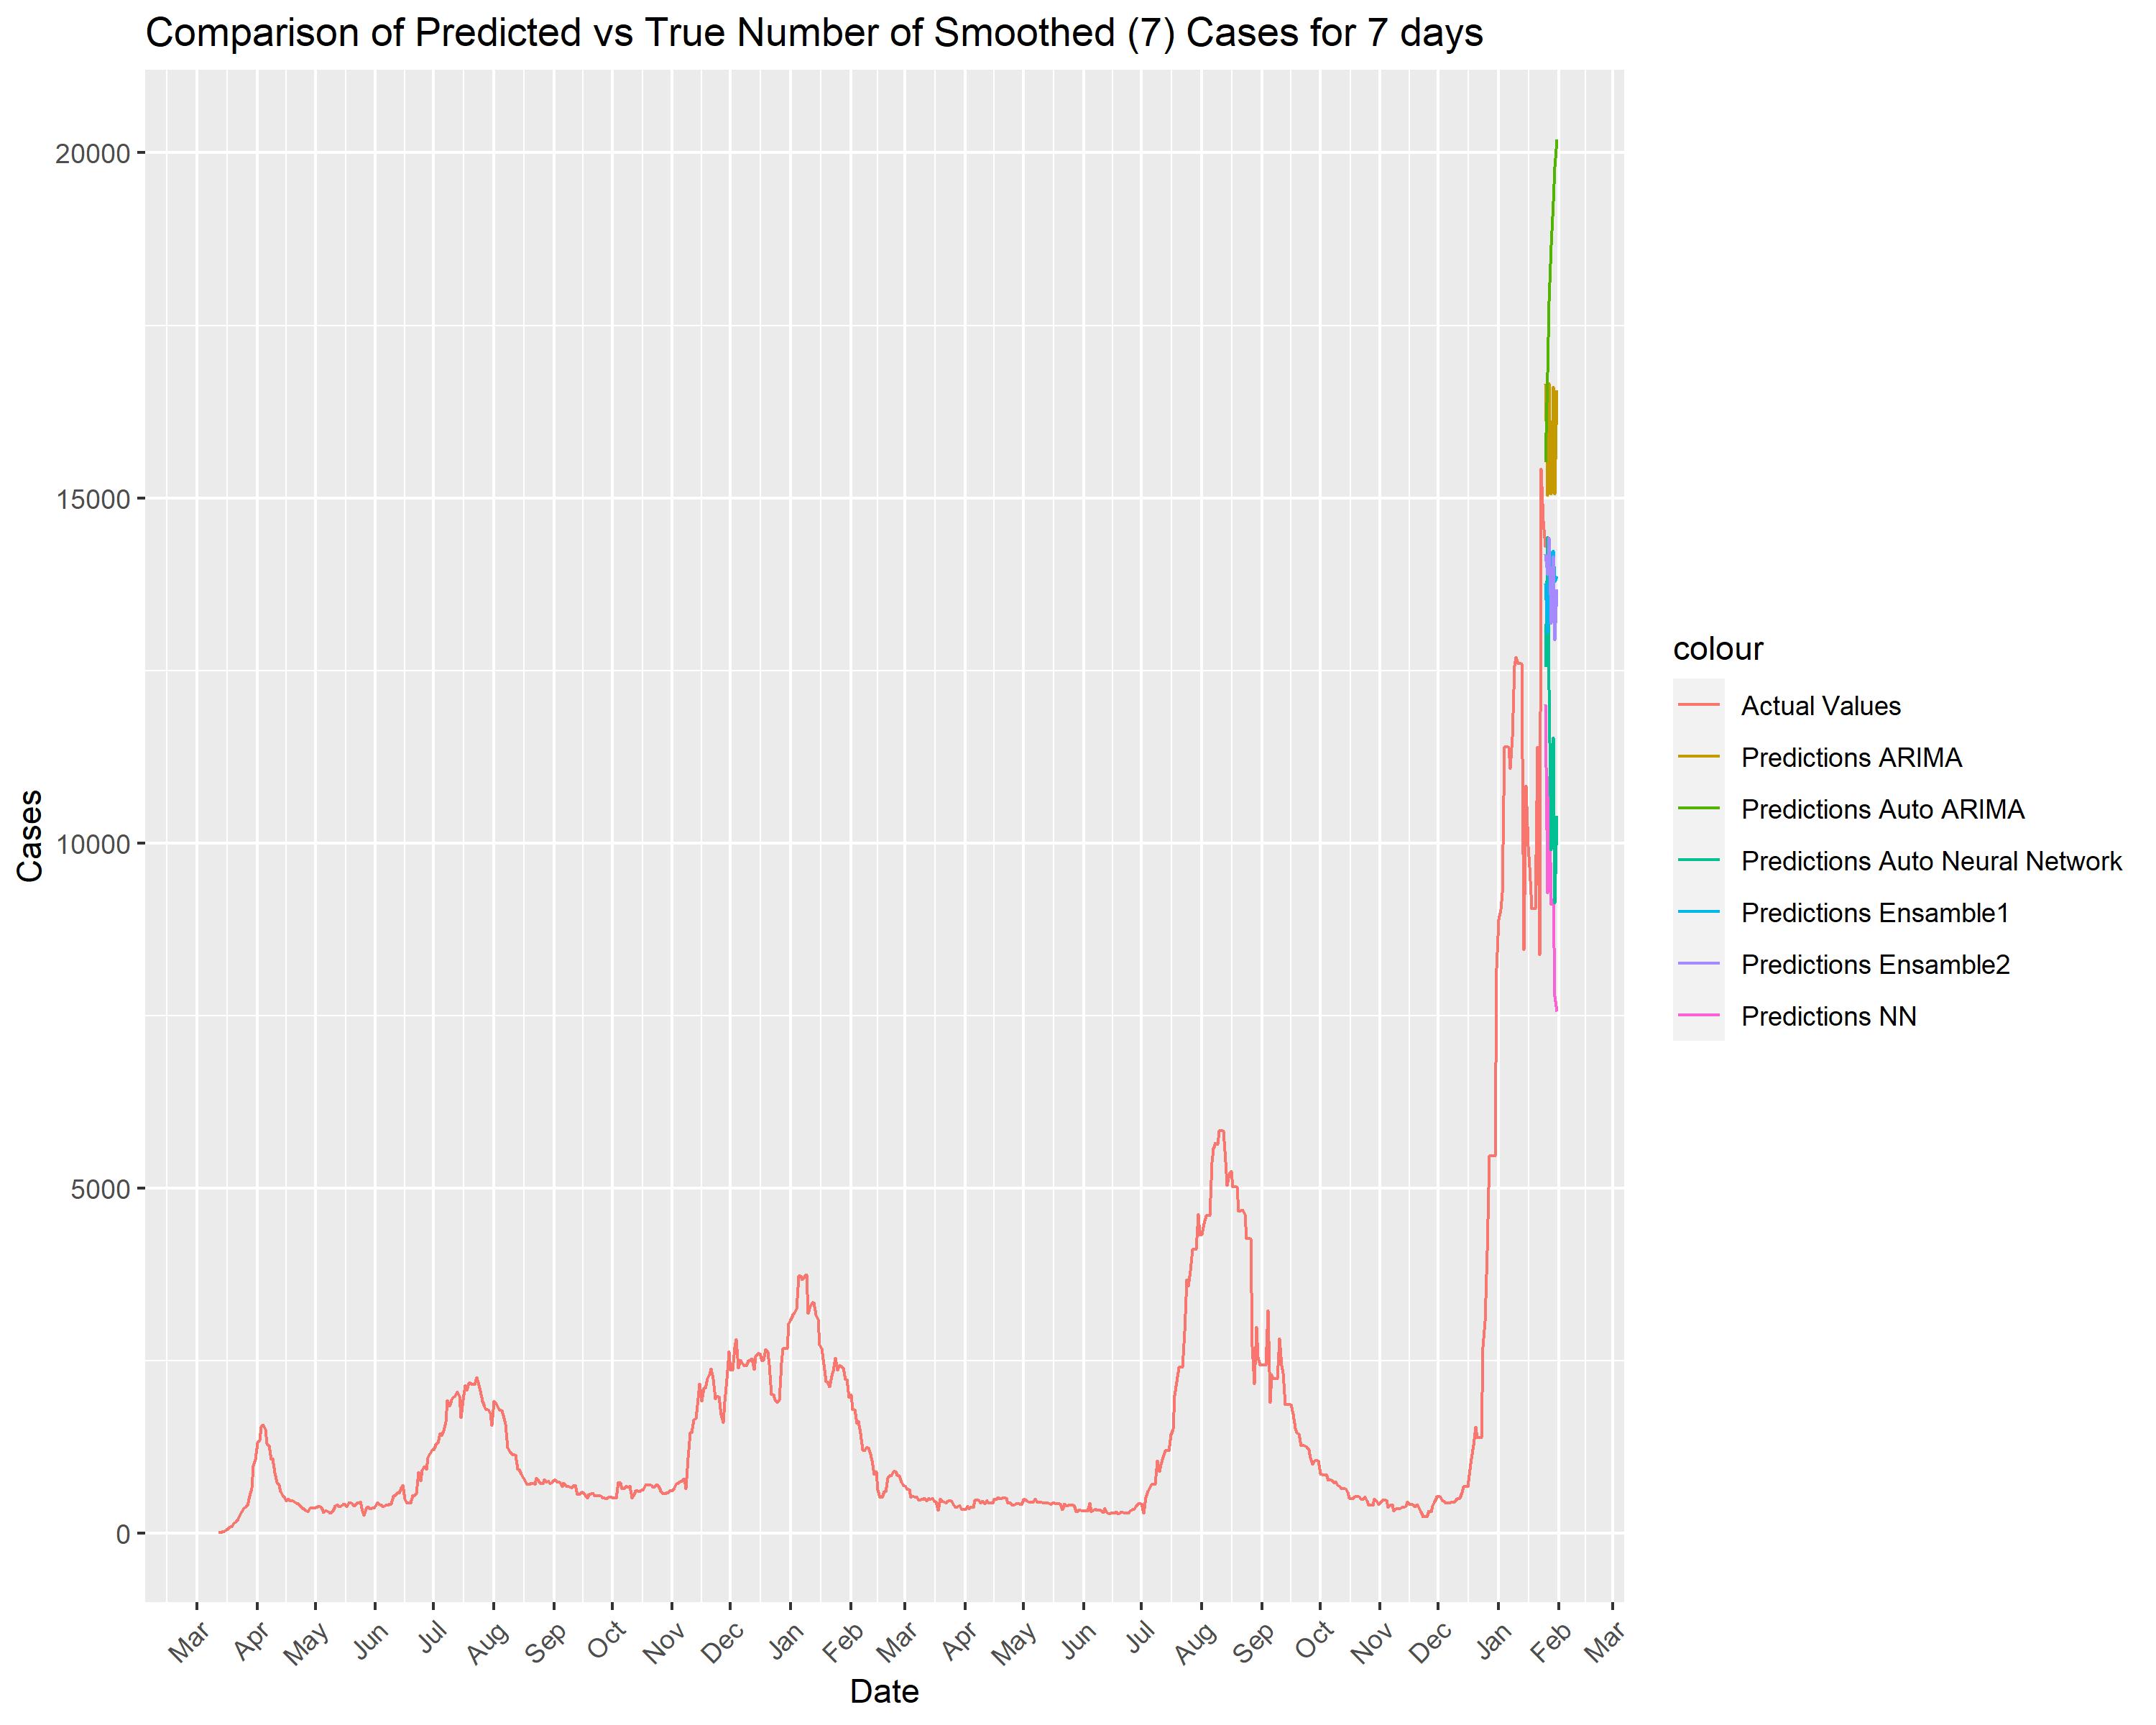 Comparison of Predicted vs True Number of Smoothed (7) Cases for 7 days
20000
15000
10000
5000
0
Cases
Mar
Apr
May
Jun
Jul
Aug
Sep
Oct
Nov
Dec
Jan
Feb
Mar
Apr
May
Jun
Jul
Aug
Sep
Oct
Nov
Dec
Jan
Feb
Mar
Date
colour
Actual Values
Predictions ARIMA
Predictions Auto ARIMA
Predictions Auto Neural Network
Predictions Ensamble1
Predictions Ensamble2
Predictions NN